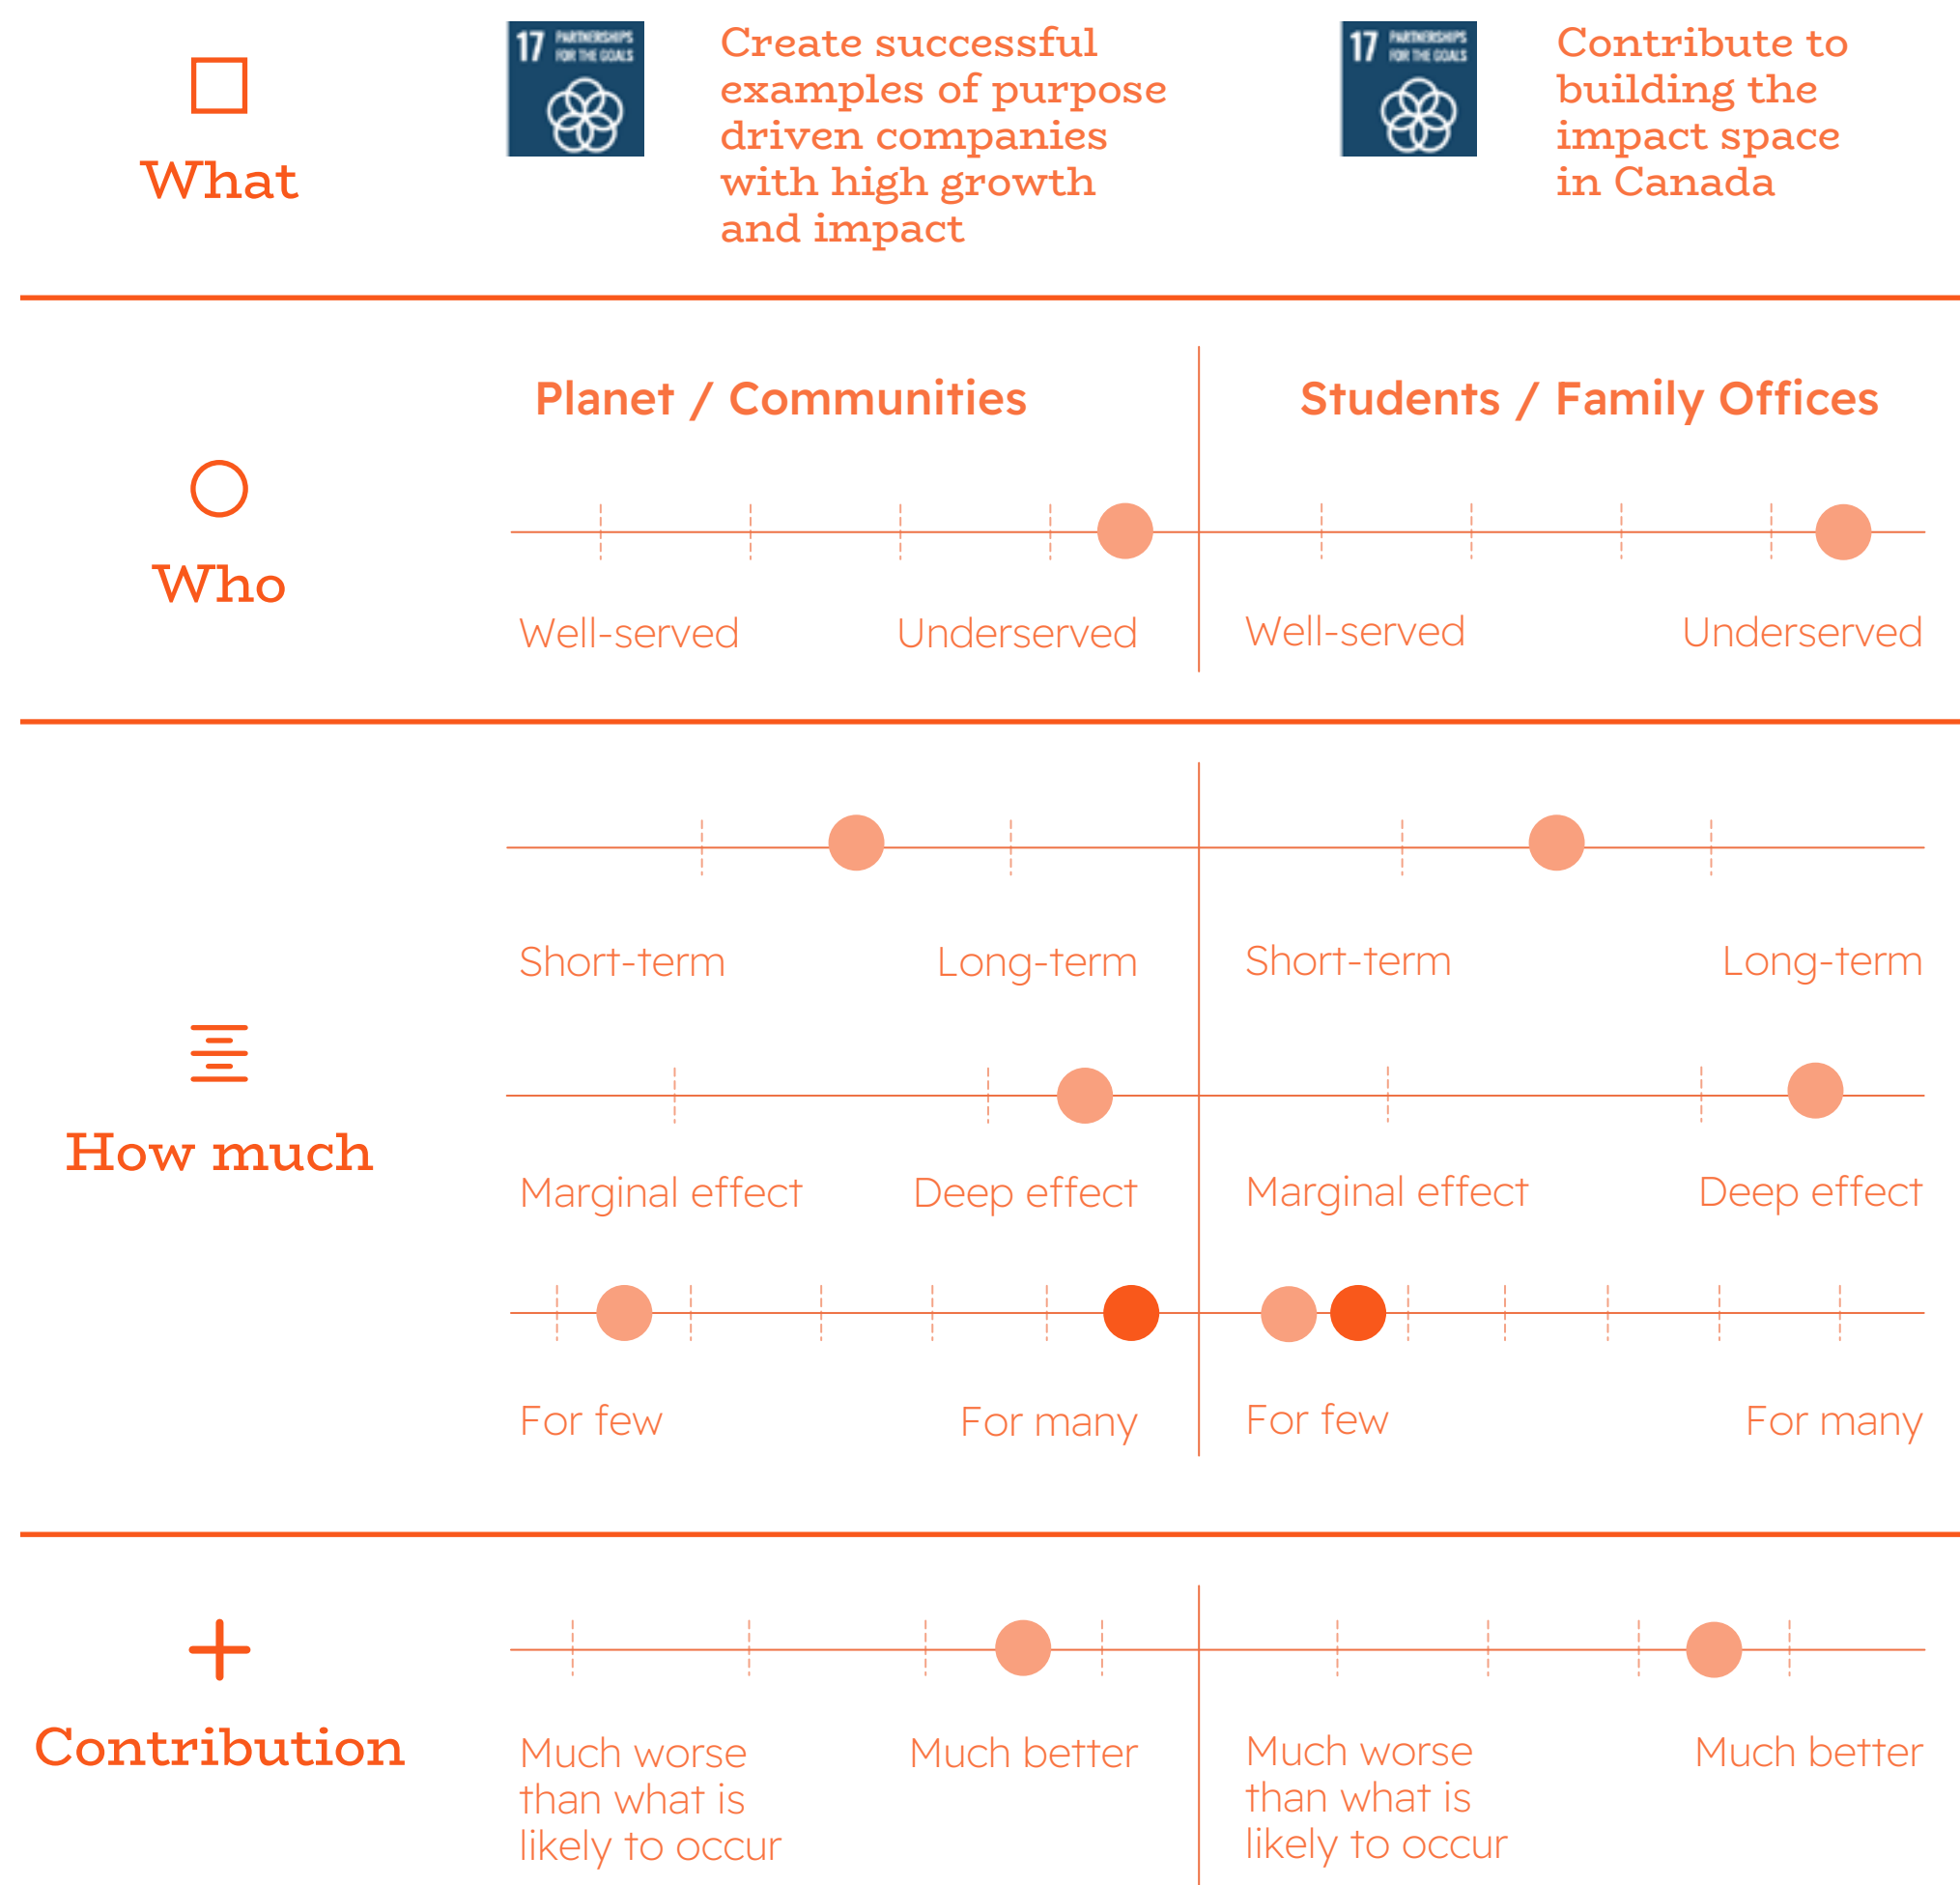 What
17 PARTNERSHIPS
FOR THE GOALS
Create successful
examples of purpose
driven companies
with high growth
and impact
17 PARTNERSHIPS
FOR THE GOALS
Contribute to
building the
impact space
in Canada
Who
Planet / Communities
Well-served Underserved
Students / Family Offices
Well-served Underserved
How much
Short-term Long-term
Marginal effect Deep effect
For few For many
Short-term Long-term
Marginal effect Deep effect
For few For many
Contribution
Much worse
than what is
likely to occur
Much better
Much worse
than what is
likely to occur
Much better